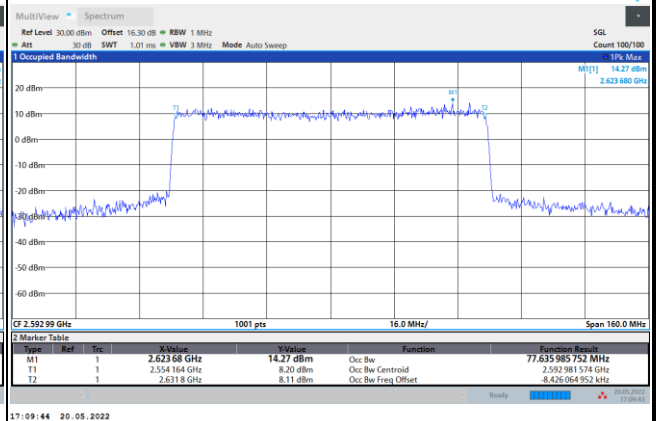 MultiView Spectrum
Ref Level 30.00 dBm Offset 16.30 dB RBW 1 MHz SGL
Att 30 dB SWT 1.01 ms VBW 3 MHz Mode Auto Sweep Count 100/100
1 Occupied Bandwidth 1Pk Max
M1[1] 14.27 dBm
2.623 680 GHz
20 dBm
M1
T1 T2
10 dBm
0 dBm
-10 dBm
-20 dBm
-30 dBm
-40 dBm
-50 dBm
-60 dBm
CF 2.592 99 GHz 1001 pts 16.0 MHz/ Span 160.0 MHz
2 Marker Table
Type Ref Trc X-Value Y-Value Function Function Result
M1 1 2.623 68 GHz 14.27 dBm Occ Bw 77.635 985 752 MHz
T1 1 2.554 164 GHz 8.20 dBm Occ Bw Centroid 2.592 981 574 GHz
T2 1 2.631 8 GHz 8.11 dBm Occ Bw Freq Offset -8.426 064 952 kHz
Ready 20.05.2022
17:09:43
17:09:44 20.05.2022